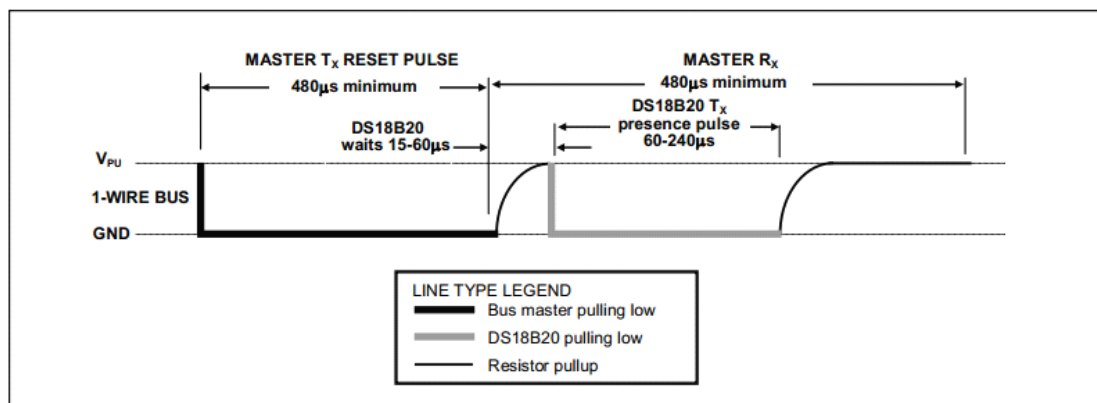 MASTER TX RESET PULSE
480μs minimum
MASTER RX
480μs minimum
DS18B20
waits 15-60μs
DS18B20 TX
presence pulse
60-240μs
VPU
1-WIRE BUS
GND
LINE TYPE LEGEND
Bus master pulling low
DS18B20 pulling low
Resistor pullup